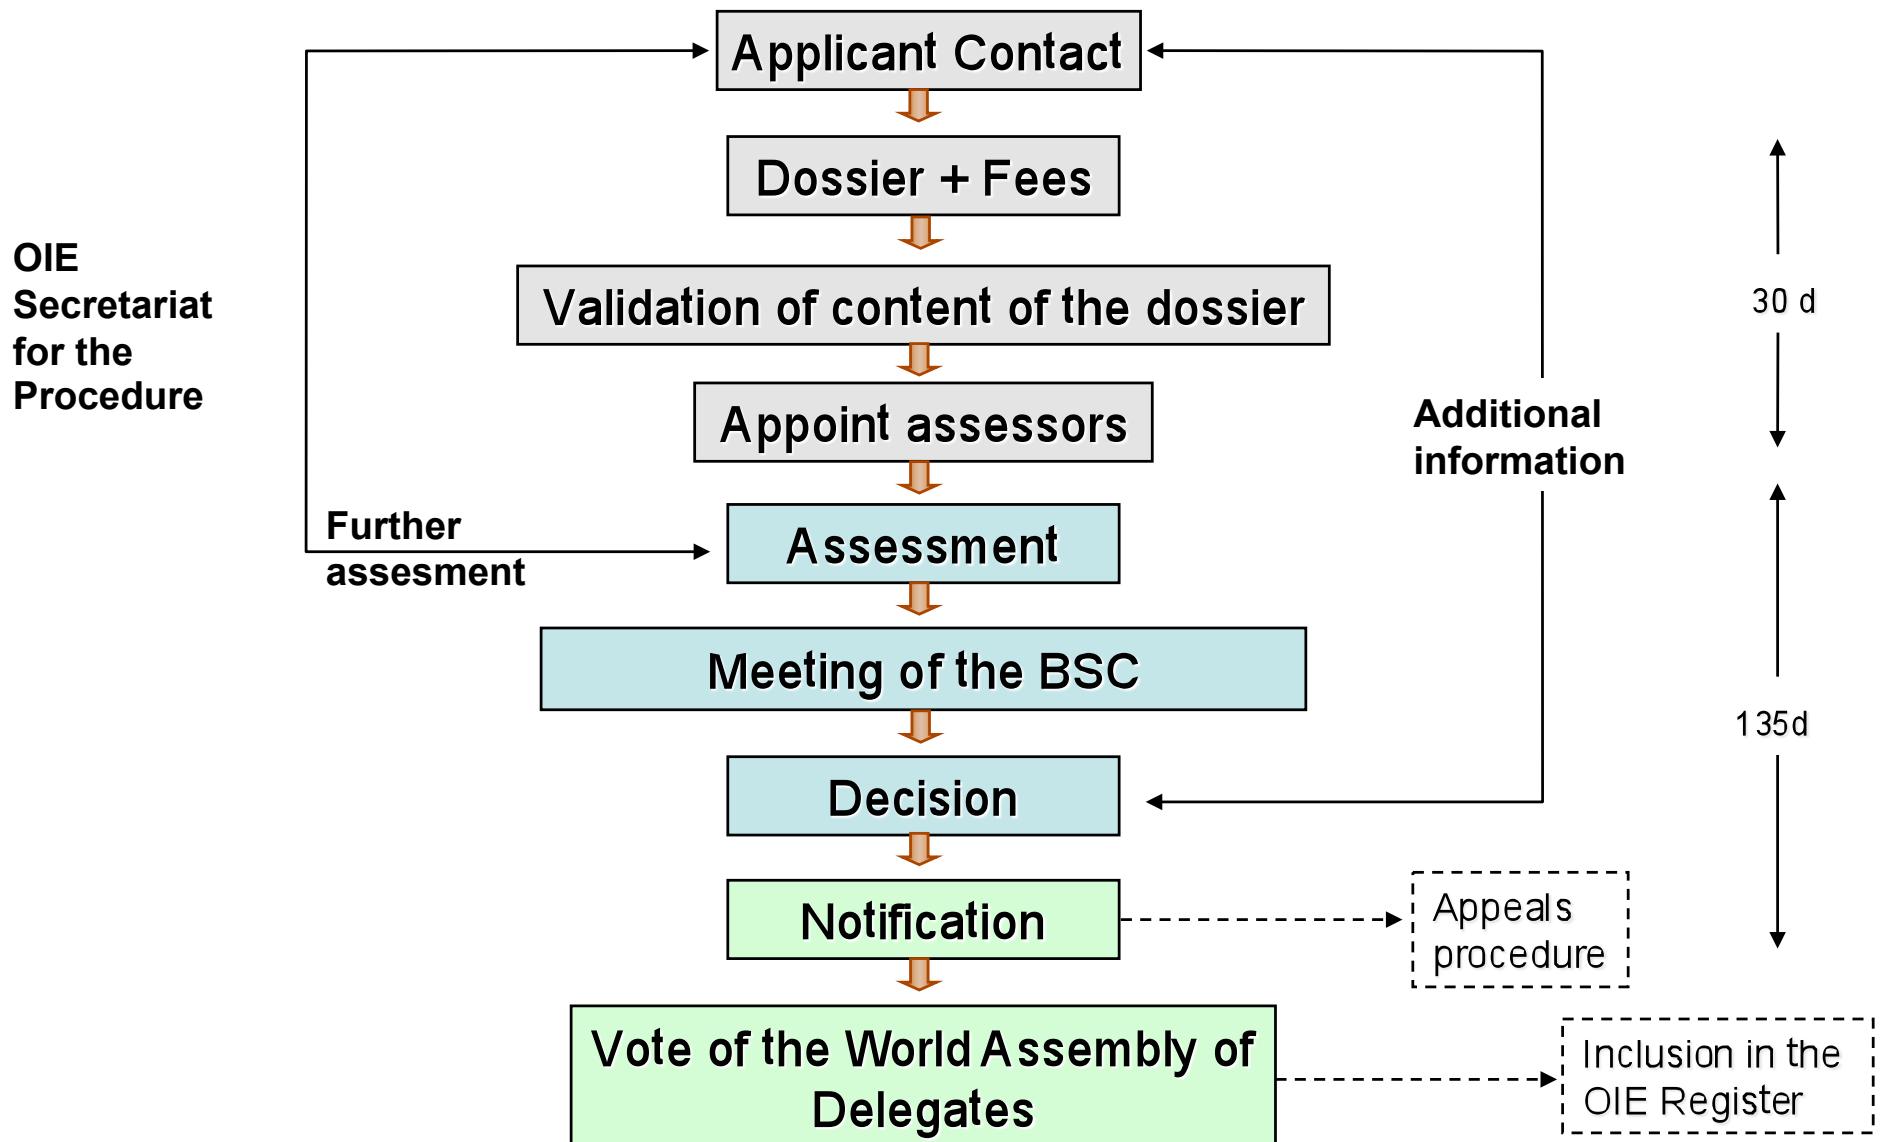 Applicant Contact
Dossier + Fees
OIE
Secretariat
for the
Procedure
Validation of content of the dossier
30 d
Appoint assessors
Additional
information
Further
assesment
Assessment
Meeting of the BSC
135d
Decision
Notification
Appeals
procedure
Vote of the World Assembly of
Delegates
Inclusion in the
OIE Register